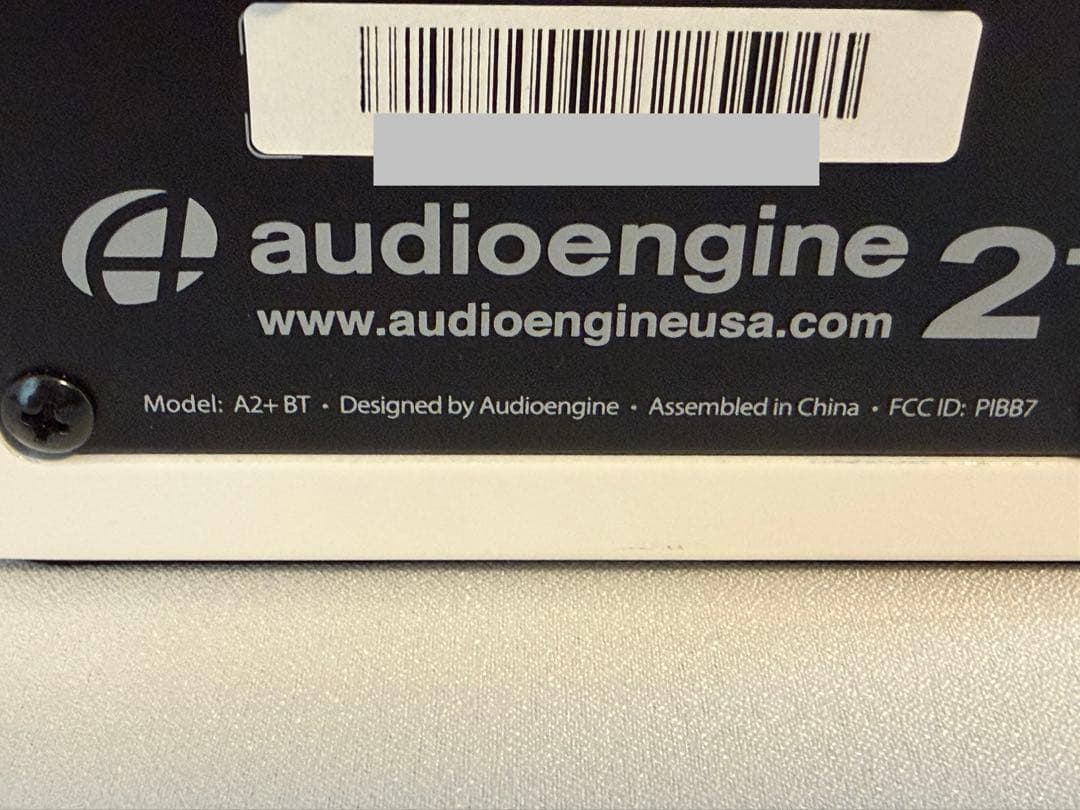 audioengine 2+
www.audioengineusa.com
Model: A2+ BT • Designed by Audioengine • Assembled in China • FCC ID: PIBB7